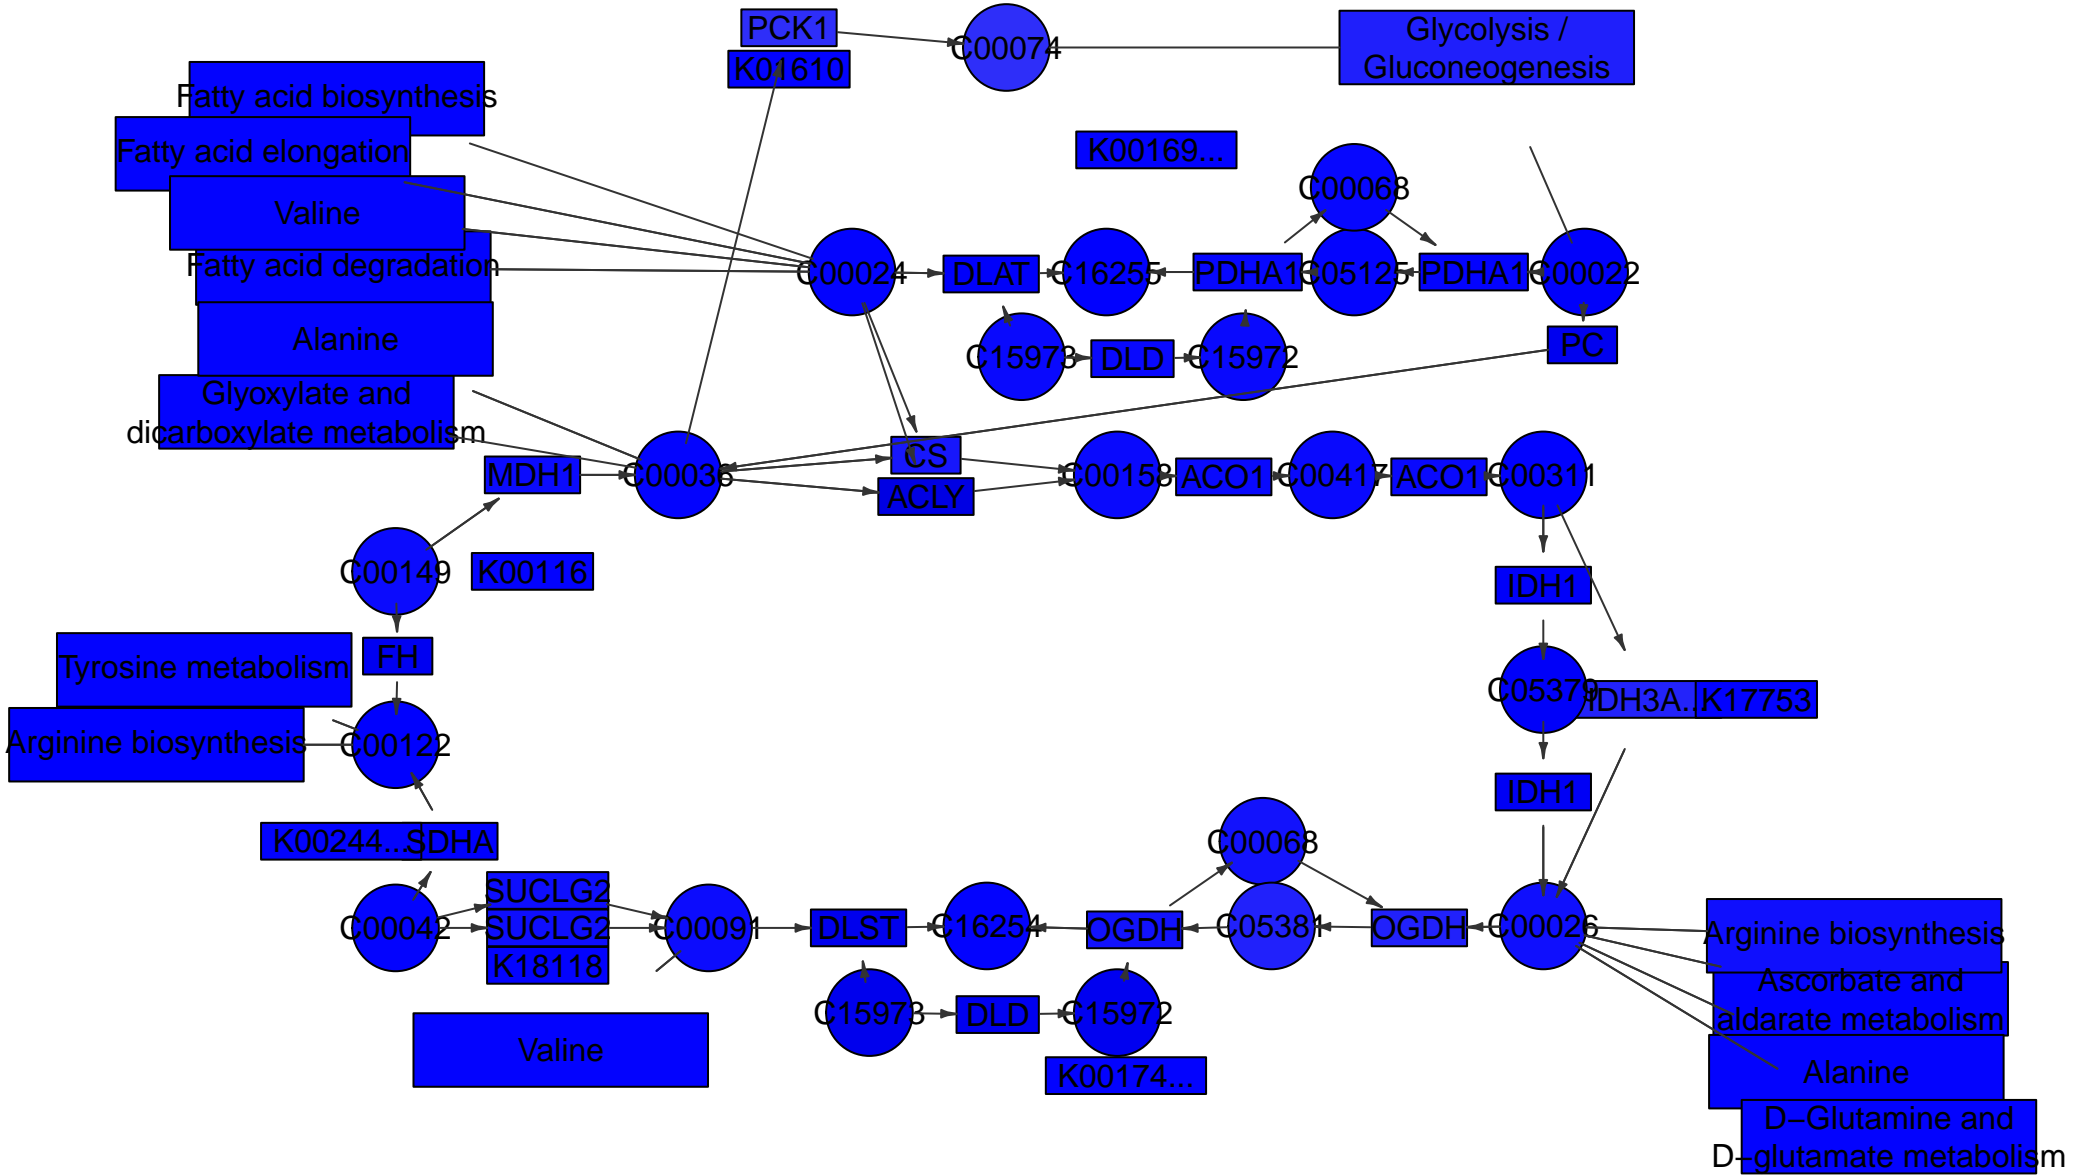 PCK1
C00074
Glycolysis /
Gluconeogenesis
K01610
Fatty acid biosynthesis
Fatty acid elongation
K00169...
C00068
Valine
Fatty acid degradation
C00024
DLAT
C16255
PDHA1
C05125
PDHA1
C00022
Alanine
C15973
DLD
C15972
PC
Glyoxylate and
dicarboxylate metabolism
MDH1
C00036
CS
ACLY
C00158
ACO1
C00417
ACO1
C00311
C00149
K00116
IDH1
FH
Tyrosine metabolism
C05379
IDH3A...
K17753
Arginine biosynthesis
C00122
IDH1
K00244...
SDHA
C00068
SUCLG2
C00042
SUCLG2
C00091
DLST
C16254
OGDH
C05381
OGDH
C00026
Arginine biosynthesis
K18118
Ascorbate and
aldarate metabolism
C15973
DLD
C15972
Valine
K00174...
Alanine
D−Glutamine and
D−glutamate metabolism